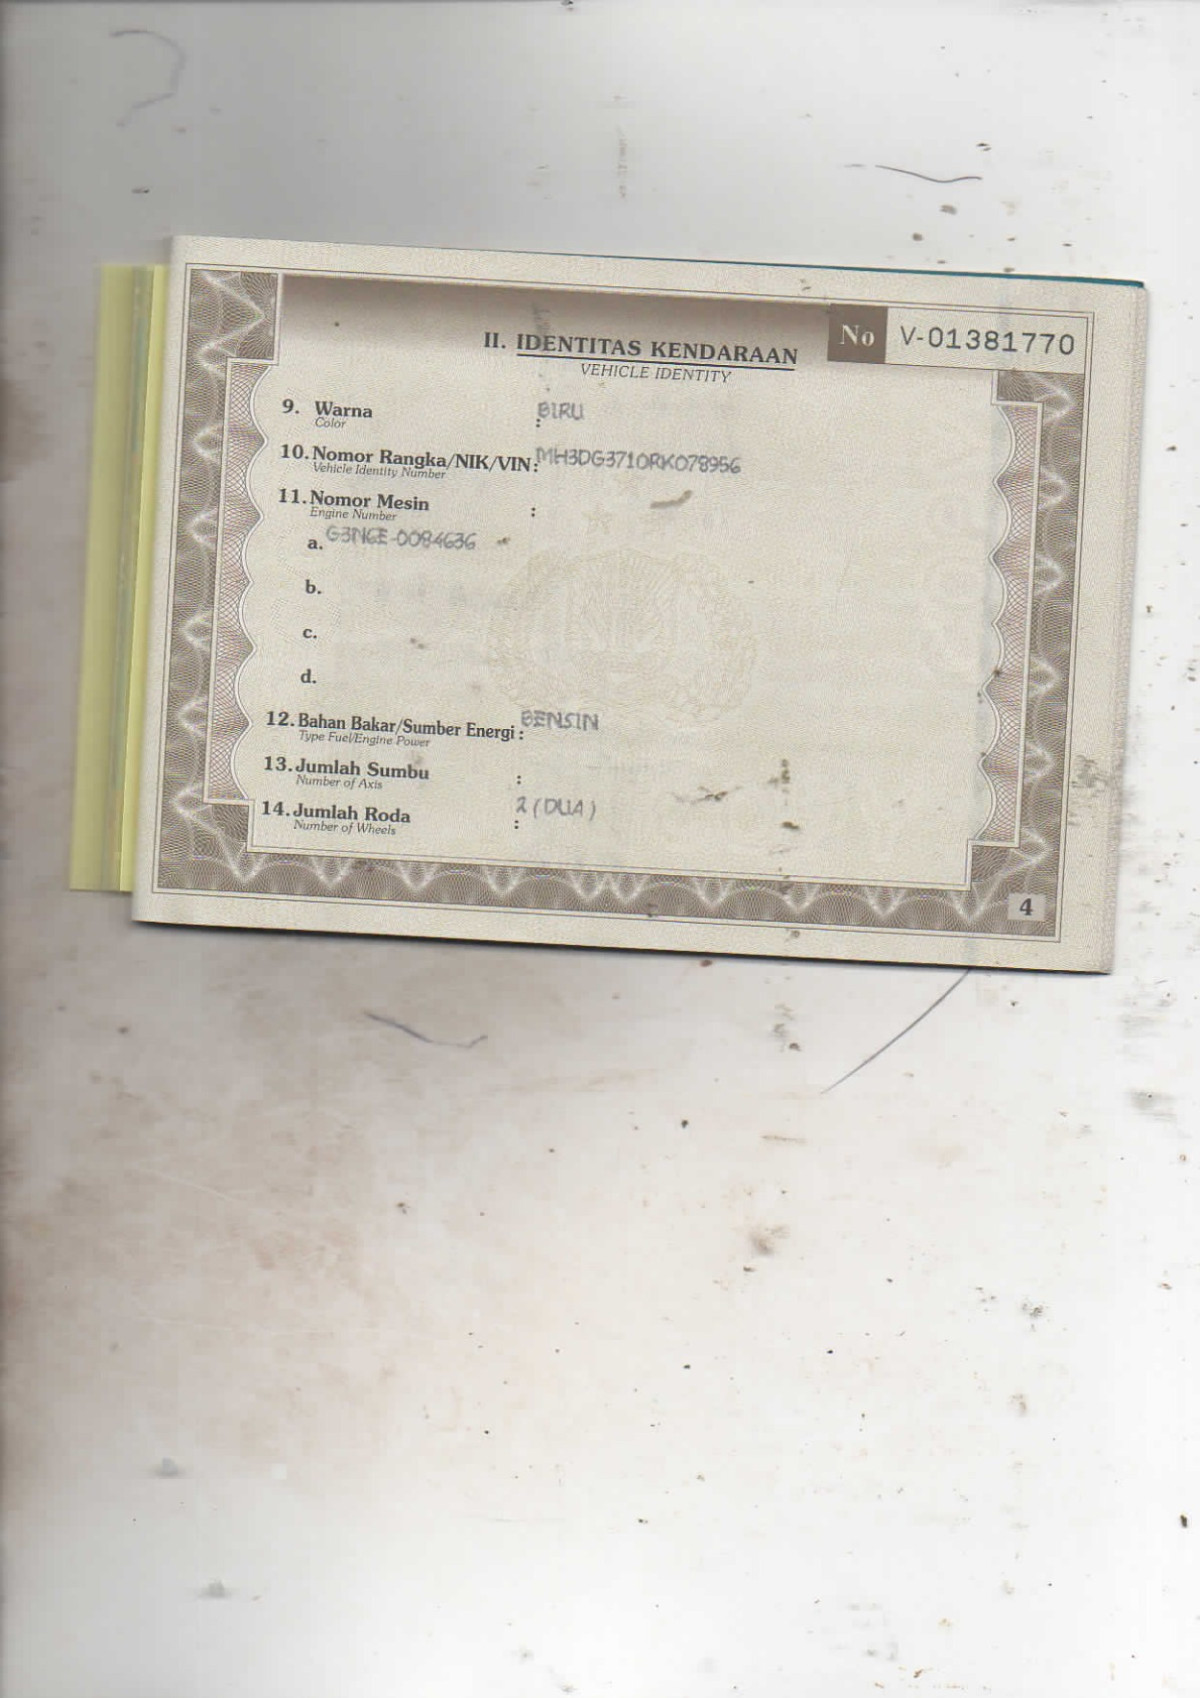 No V-01381770
II. IDENTITAS KENDARAAN
VEHICLE IDENTITY
9. Warna : BIRU
Color
10. Nomor Rangka/NIK/VIN : MH3DG3710RK078956
Vehicle Identity Number
11. Nomor Mesin :
Engine Number
a. G3N6E-0084636
b.
c.
d.
12. Bahan Bakar/Sumber Energi : BENSIN
Type Fuel/Engine Power
13. Jumlah Sumbu :
Number of Axis
14. Jumlah Roda : 2 (DUA)
Number of Wheels
4